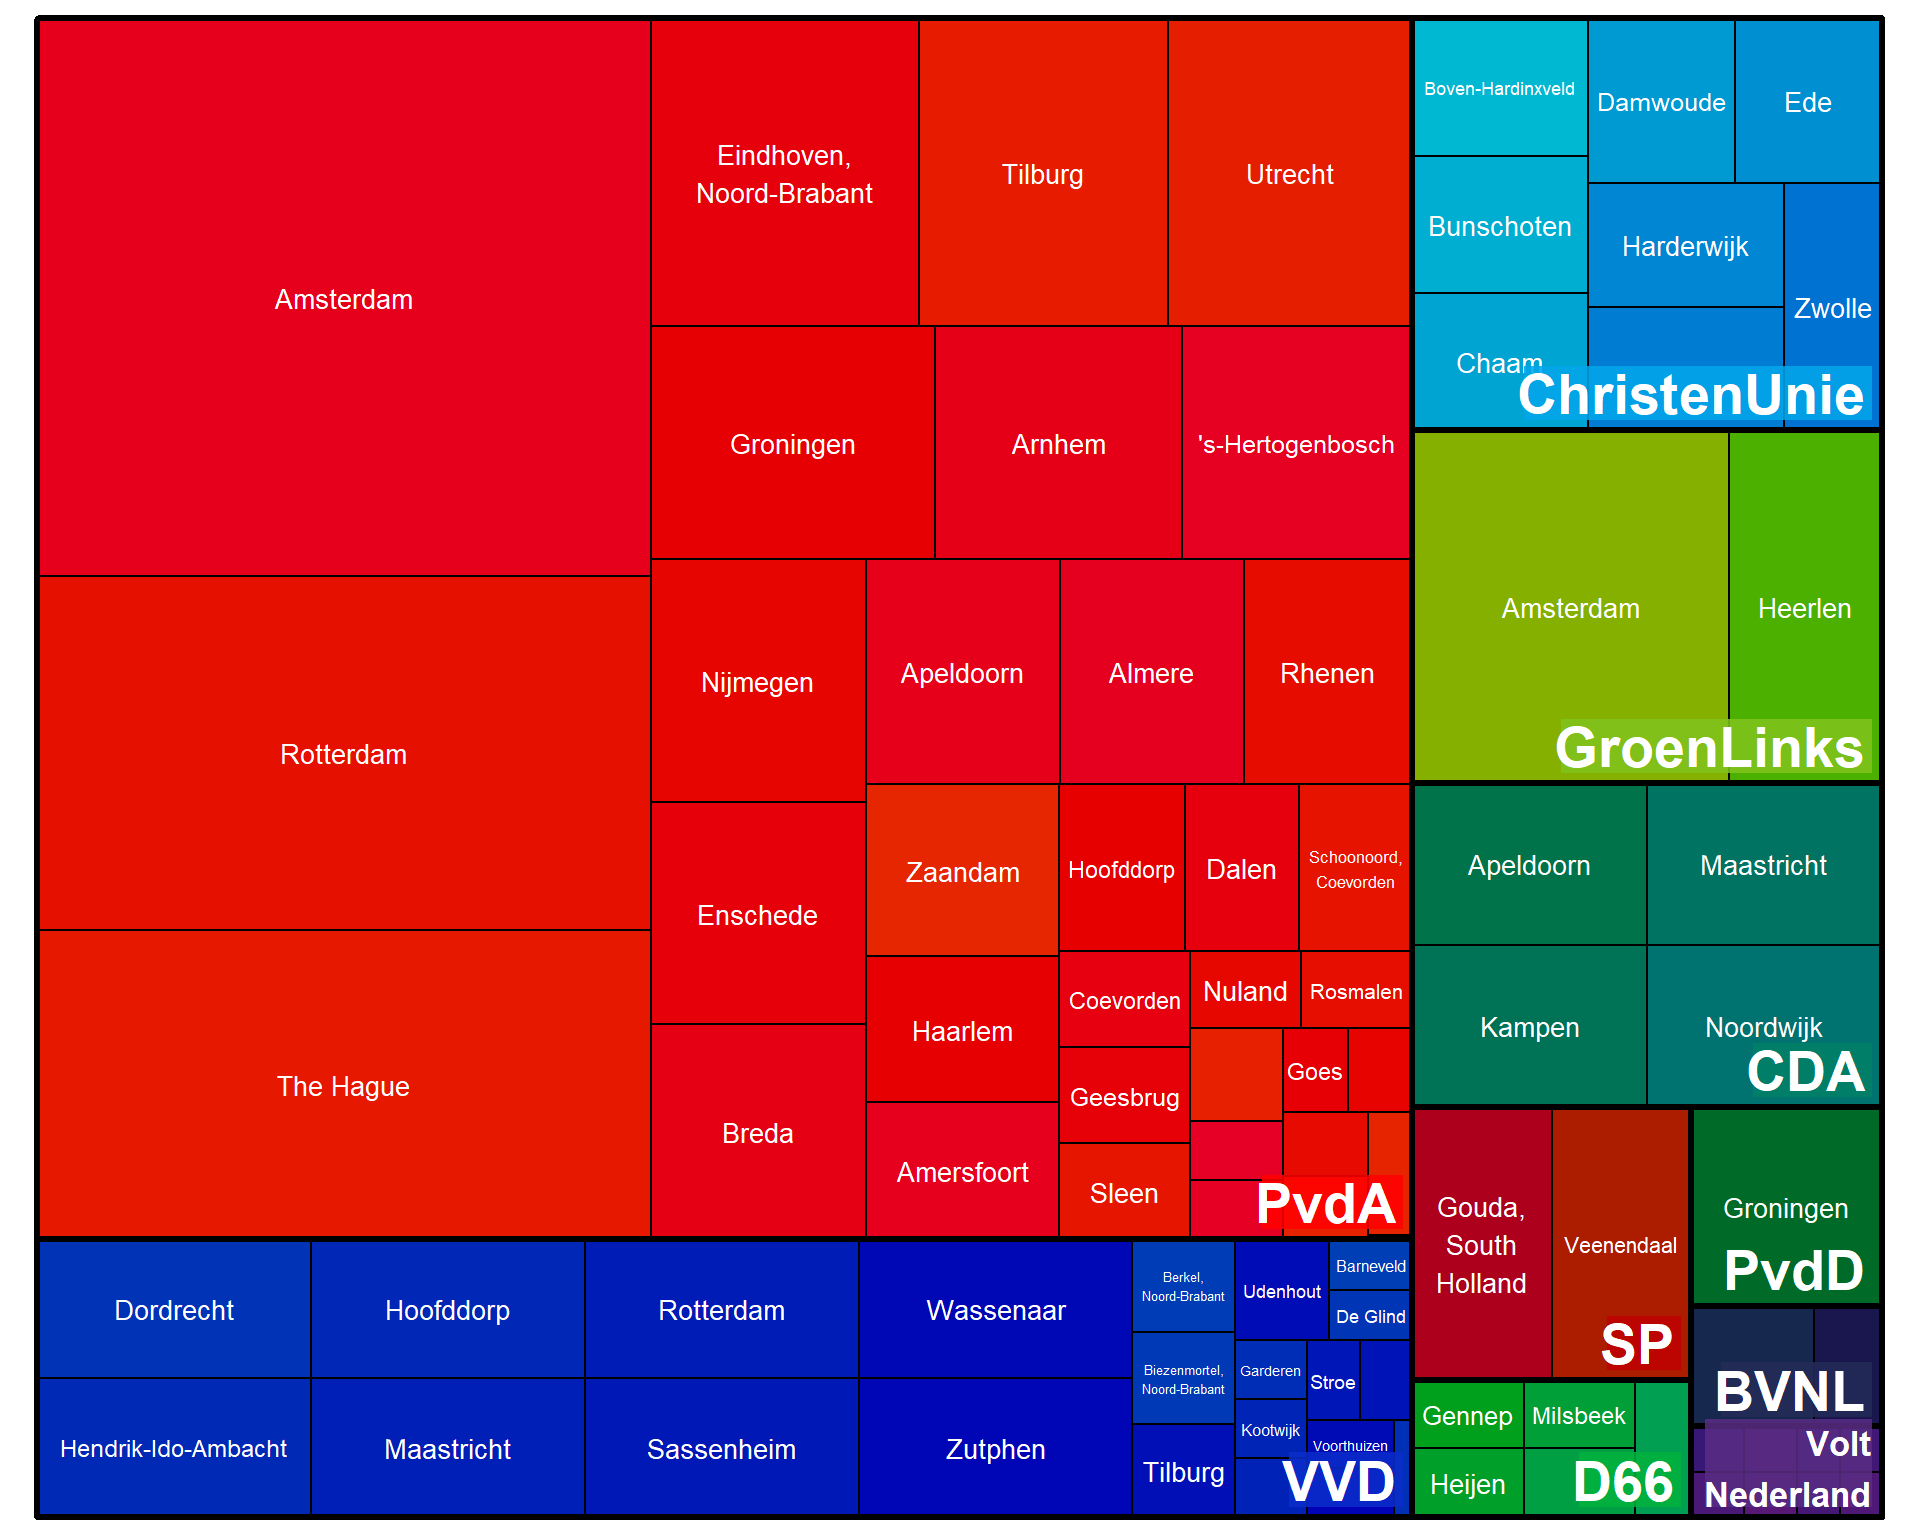 Amsterdam
Rotterdam
The Hague
Eindhoven,
Noord-Brabant
Tilburg
Utrecht
Groningen
Arnhem
's-Hertogenbosch
Nijmegen
Enschede
Breda
Apeldoorn
Almere
Rhenen
Zaandam
Haarlem
Amersfoort
Hoofddorp
Dalen
Schoonoord,
Coevorden
Coevorden
Geesbrug
Sleen
Nuland
Rosmalen
Goes
PvdA
Dordrecht
Hendrik-Ido-Ambacht
Hoofddorp
Maastricht
Rotterdam
Sassenheim
Wassenaar
Zutphen
Berkel,
Noord-Brabant
Biezenmortel,
Noord-Brabant
Tilburg
Udenhout
Barneveld
De Glind
Garderen
Kootwijk
Stroe
Voorthuizen
VVD
Boven-Hardinxveld
Bunschoten
Chaam
Damwoude
Ede
Harderwijk
Zwolle
ChristenUnie
Amsterdam
Heerlen
GroenLinks
Apeldoorn
Maastricht
Kampen
Noordwijk
CDA
Gouda,
South
Holland
Veenendaal
SP
Groningen
PvdD
BVNL
Gennep
Milsbeek
Heijen
D66
Volt
Nederland